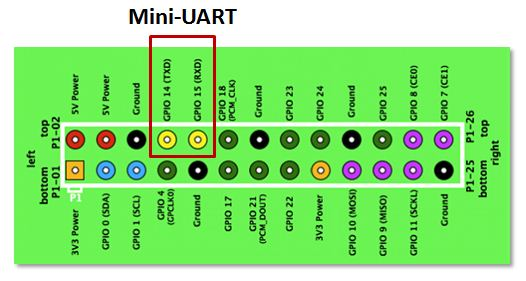 Mini-UART
5V Power
5V Power
Ground
GPIO 14 (TXD)
GPIO 15 (RXD)
GPIO 18
(PCM_CLK)
Ground
GPIO 23
GPIO 24
Ground
GPIO 25
GPIO 8 (CE0)
GPIO 7 (CE1)
left
top
P1-02
P1-26
top
right
bottom
P1-01
P1
P1-25
bottom
3V3 Power
GPIO 0 (SDA)
GPIO 1 (SCL)
GPIO 4
(CPCLK0)
Ground
GPIO 17
GPIO 21
(PCM_DOUT)
GPIO 22
3V3 Power
GPIO 10 (MOSI)
GPIO 9 (MISO)
GPIO 11 (SCKL)
Ground